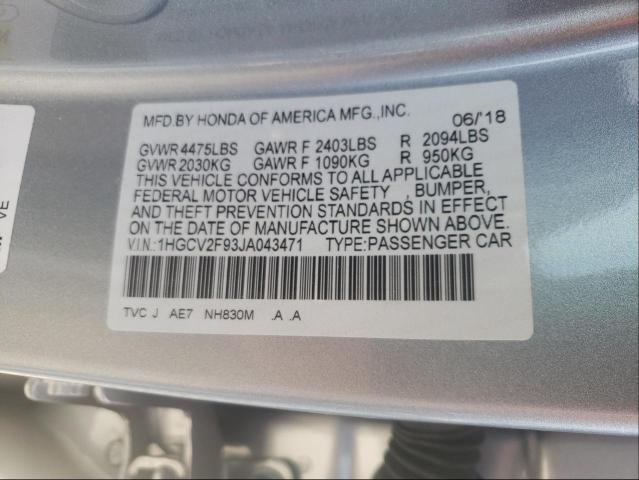 MFD.BY HONDA OF AMERICA MFG.,INC. 06/'18
GVWR 4475LBS GAWR F 2403LBS R 2094LBS
GVWR 2030KG GAWR F 1090KG R 950KG
THIS VEHICLE CONFORMS TO ALL APPLICABLE
FEDERAL MOTOR VEHICLE SAFETY , BUMPER,
AND THEFT PREVENTION STANDARDS IN EFFECT
ON THE DATE OF MANUFACTURE SHOWN ABOVE.
V.I.N.:1HGCV2F93JA043471 TYPE:PASSENGER CAR
TVC J AE7 NH830M .A .A
VE